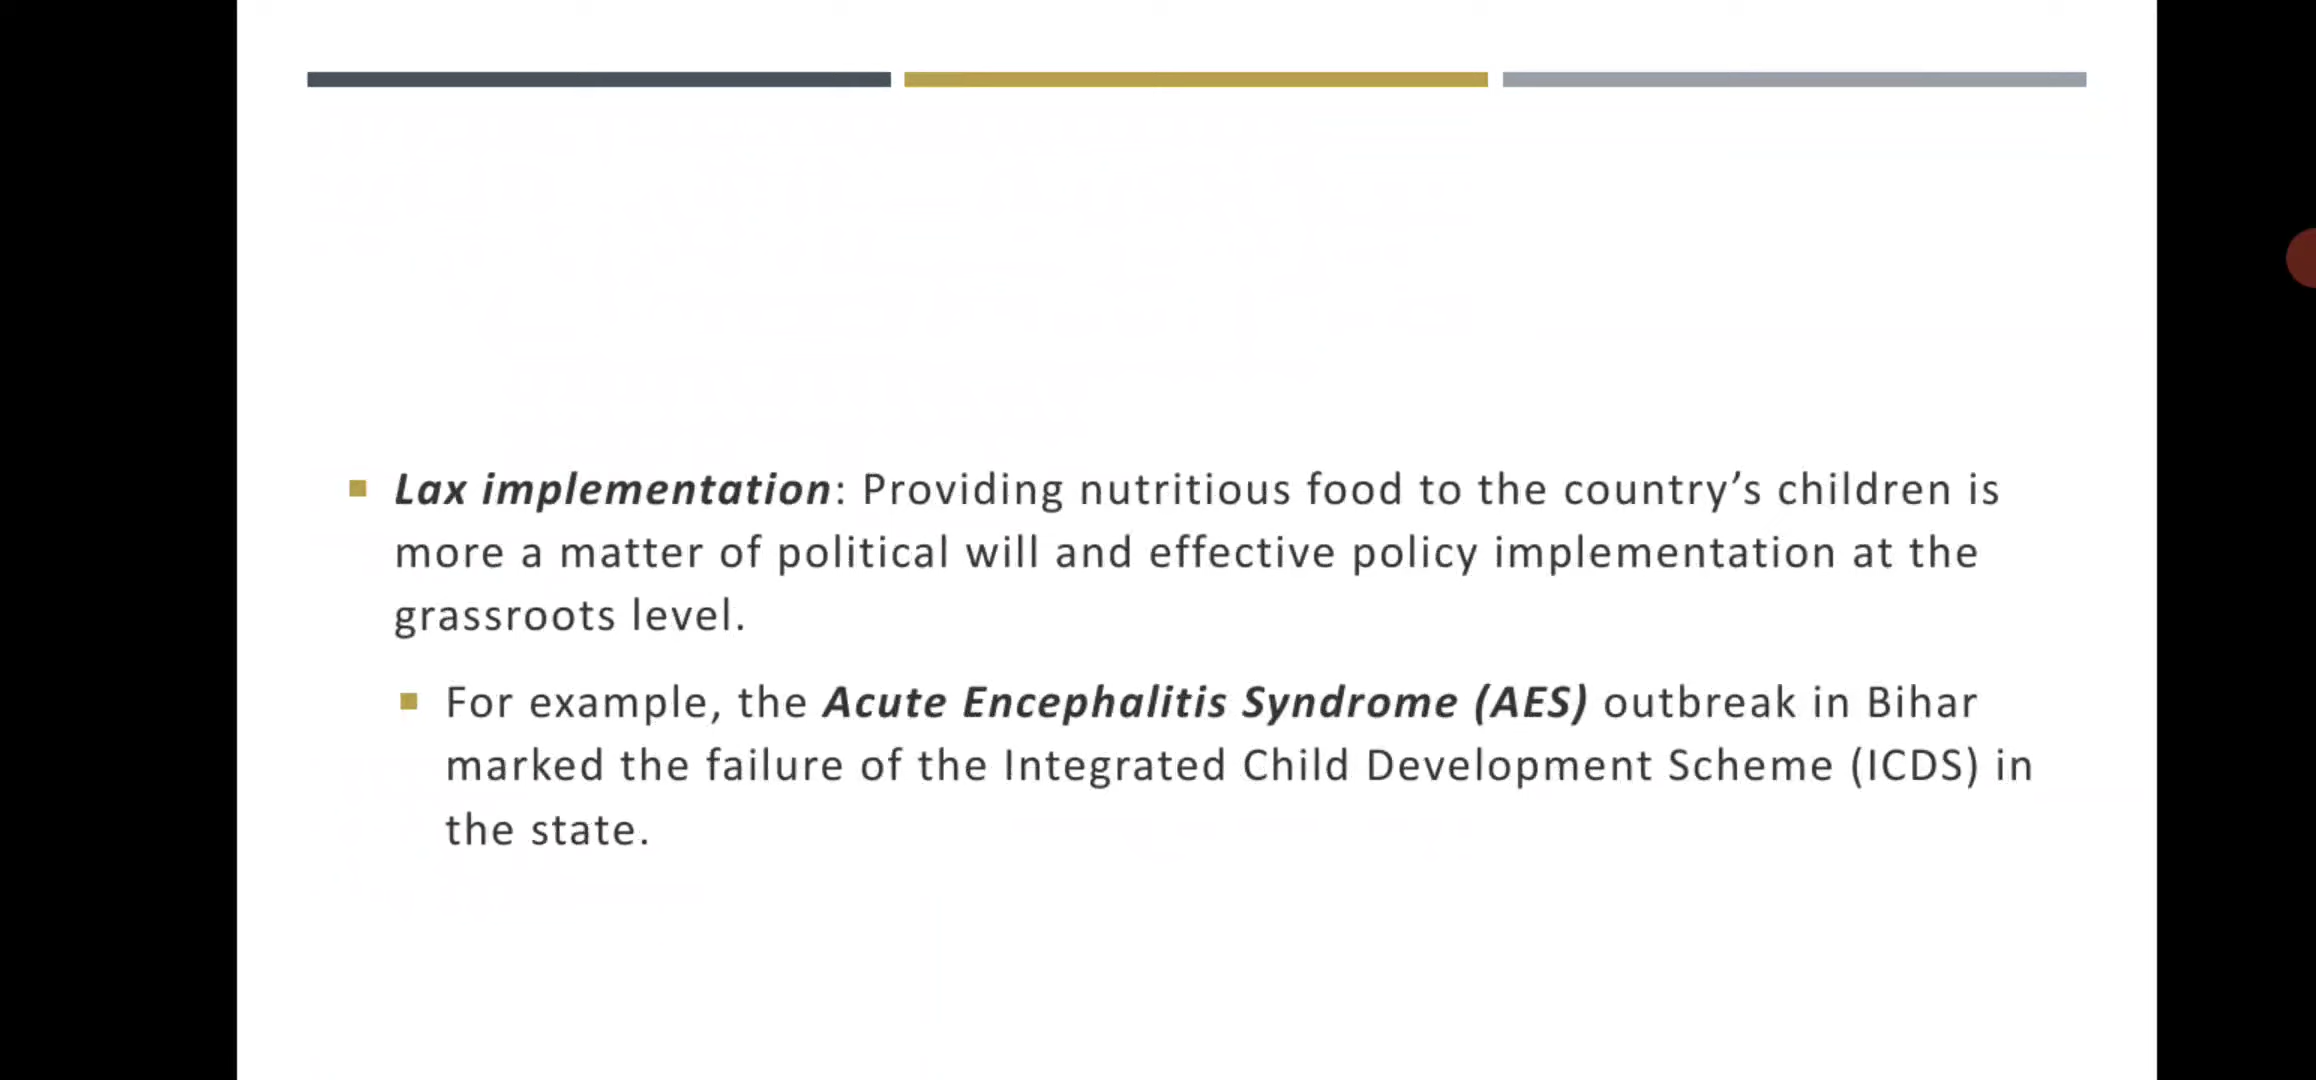 Lax implementation: Providing nutritious food to the country’s children is
more a matter of political will and effective policy implementation at the
grassroots level.
For example, the Acute Encephalitis Syndrome (AES) outbreak in Bihar
marked the failure of the Integrated Child Development Scheme (ICDS) in
the state.